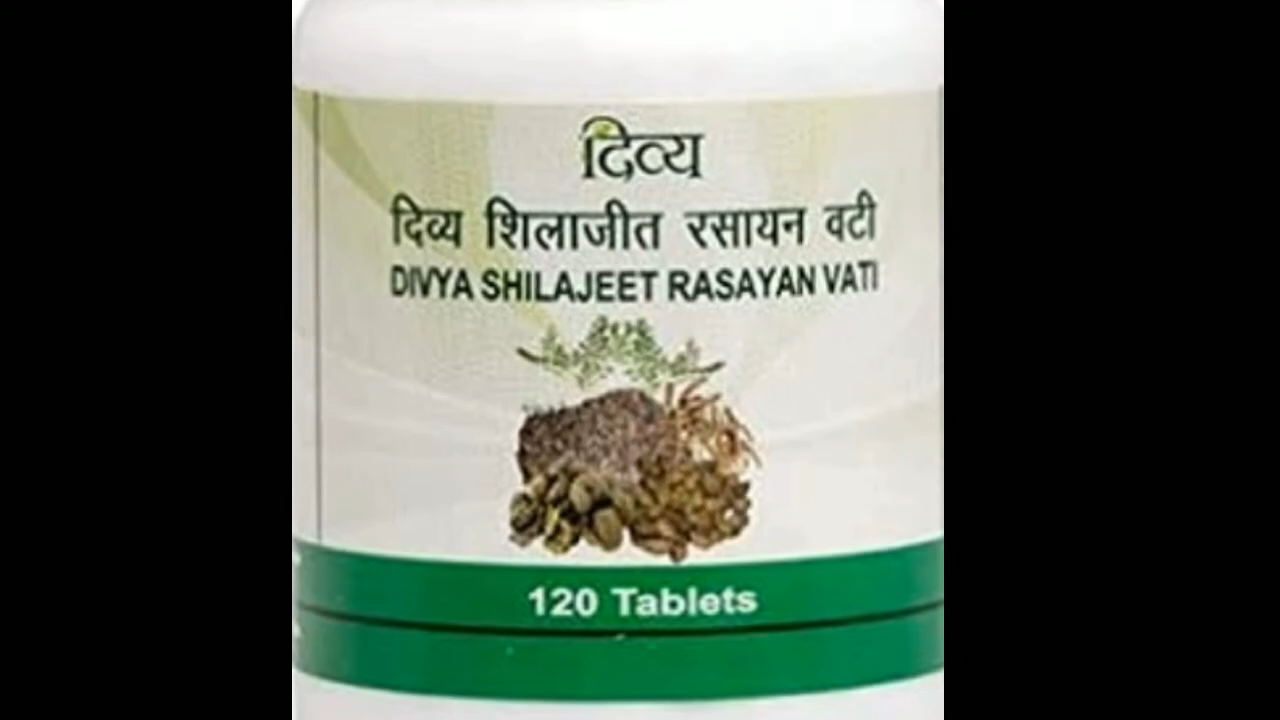 दिव्य
दिव्य शिलाजीत रसायन वटी
DIVYA SHILAJEET RASAYAN VATI
120 Tablets